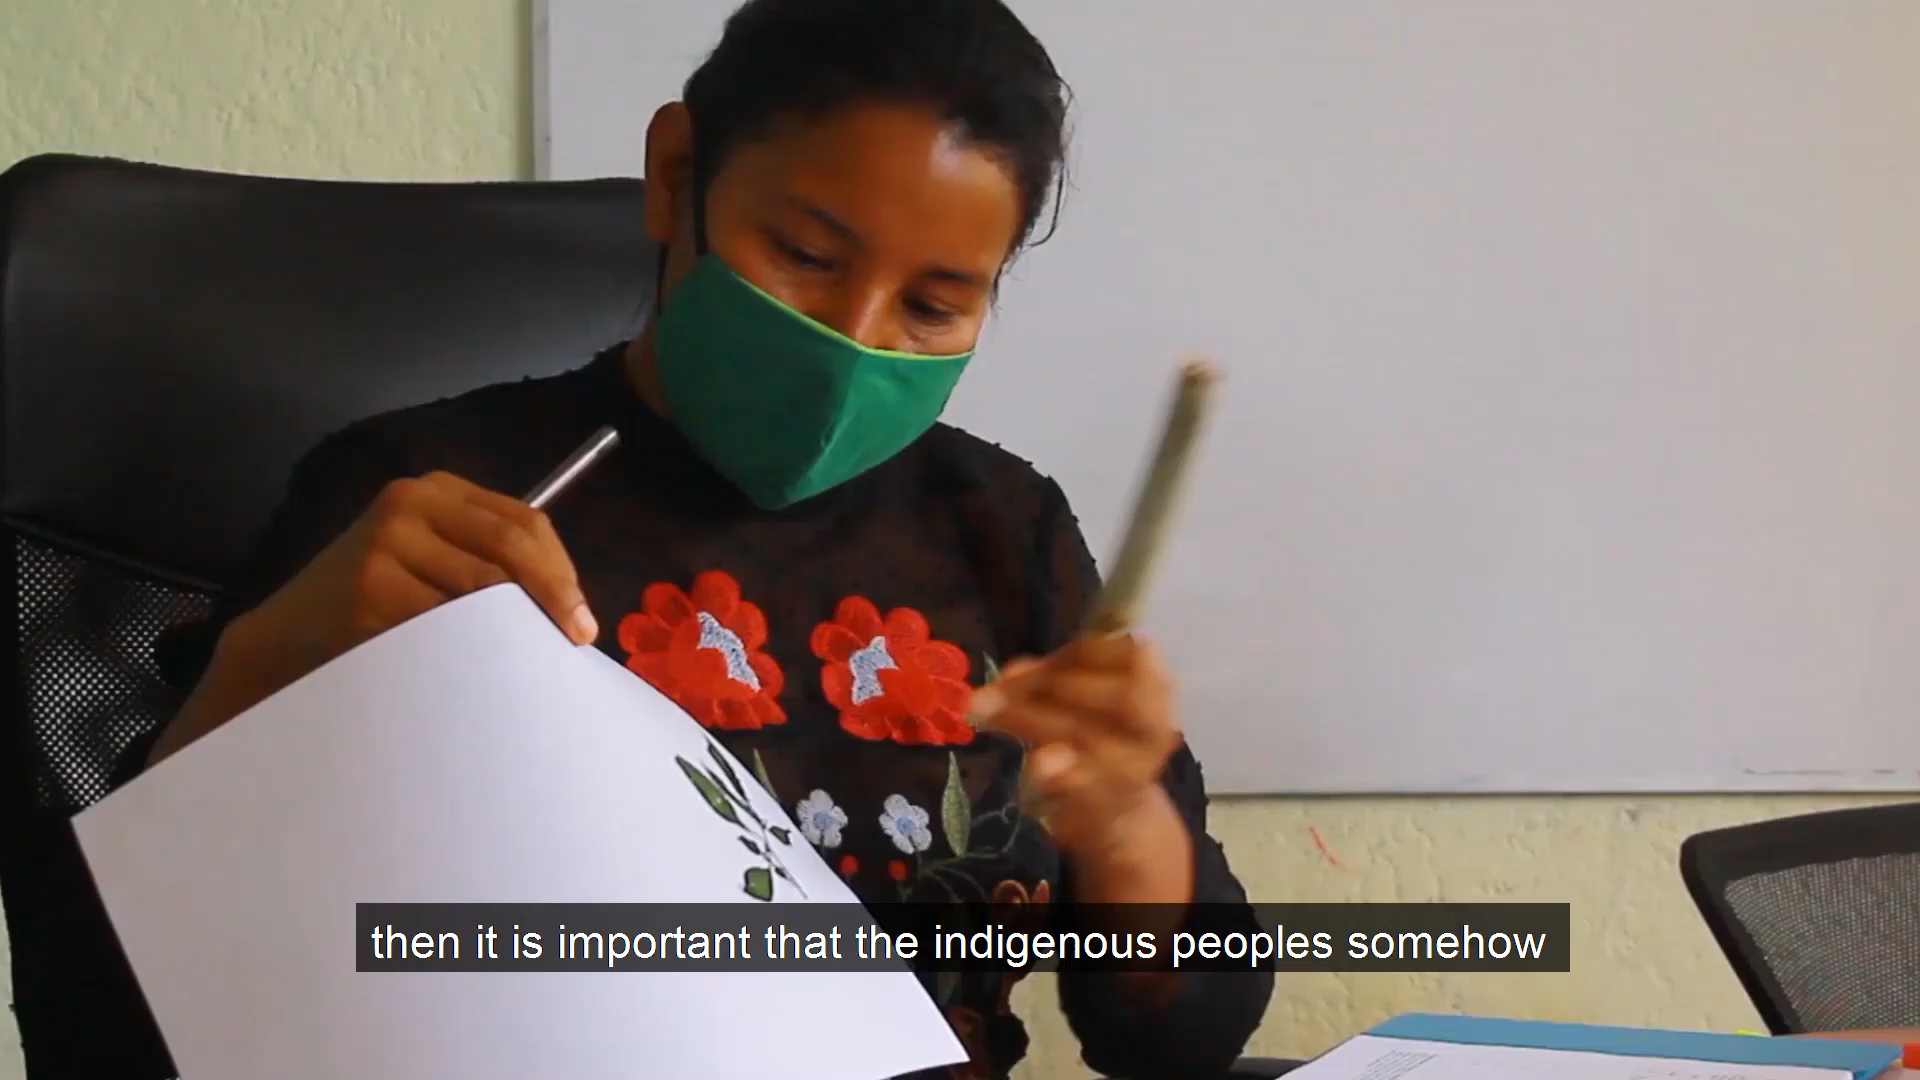 then it is important that the indigenous peoples somehow